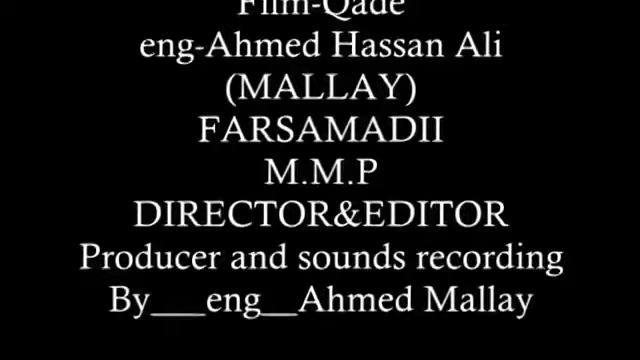 Film-Qade
eng-Ahmed Hassan Ali
(MALLAY)
FARSAMADII
M.M.P
DIRECTOR&EDITOR
Producer and sounds recording
By___eng__Ahmed Mallay